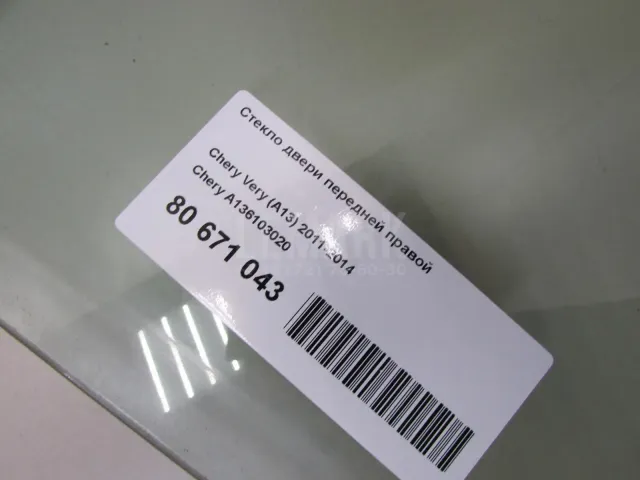 Стекло двери передней правой
Chery Very (A13) 2011-2014
Chery A136103020
80 671 043